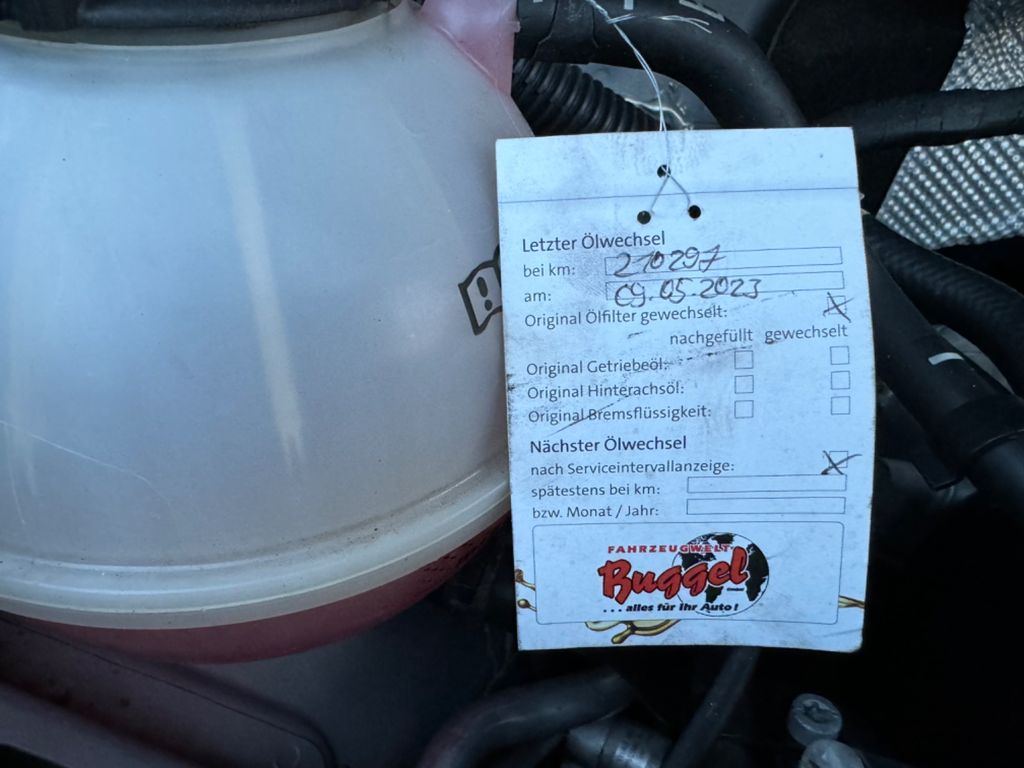 Letzter Ölwechsel
bei km: 210297
am: 09.05.2023
Original Ölfilter gewechselt:
nachgefüllt gewechselt
Original Getriebeöl:
Original Hinterachsöl:
Original Bremsflüssigkeit:
Nächster Ölwechsel
nach Serviceintervallanzeige:
spätestens bei km:
bzw. Monat / Jahr:
FAHRZEUGWELT
Buggel
GmbH
...alles für Ihr Auto!